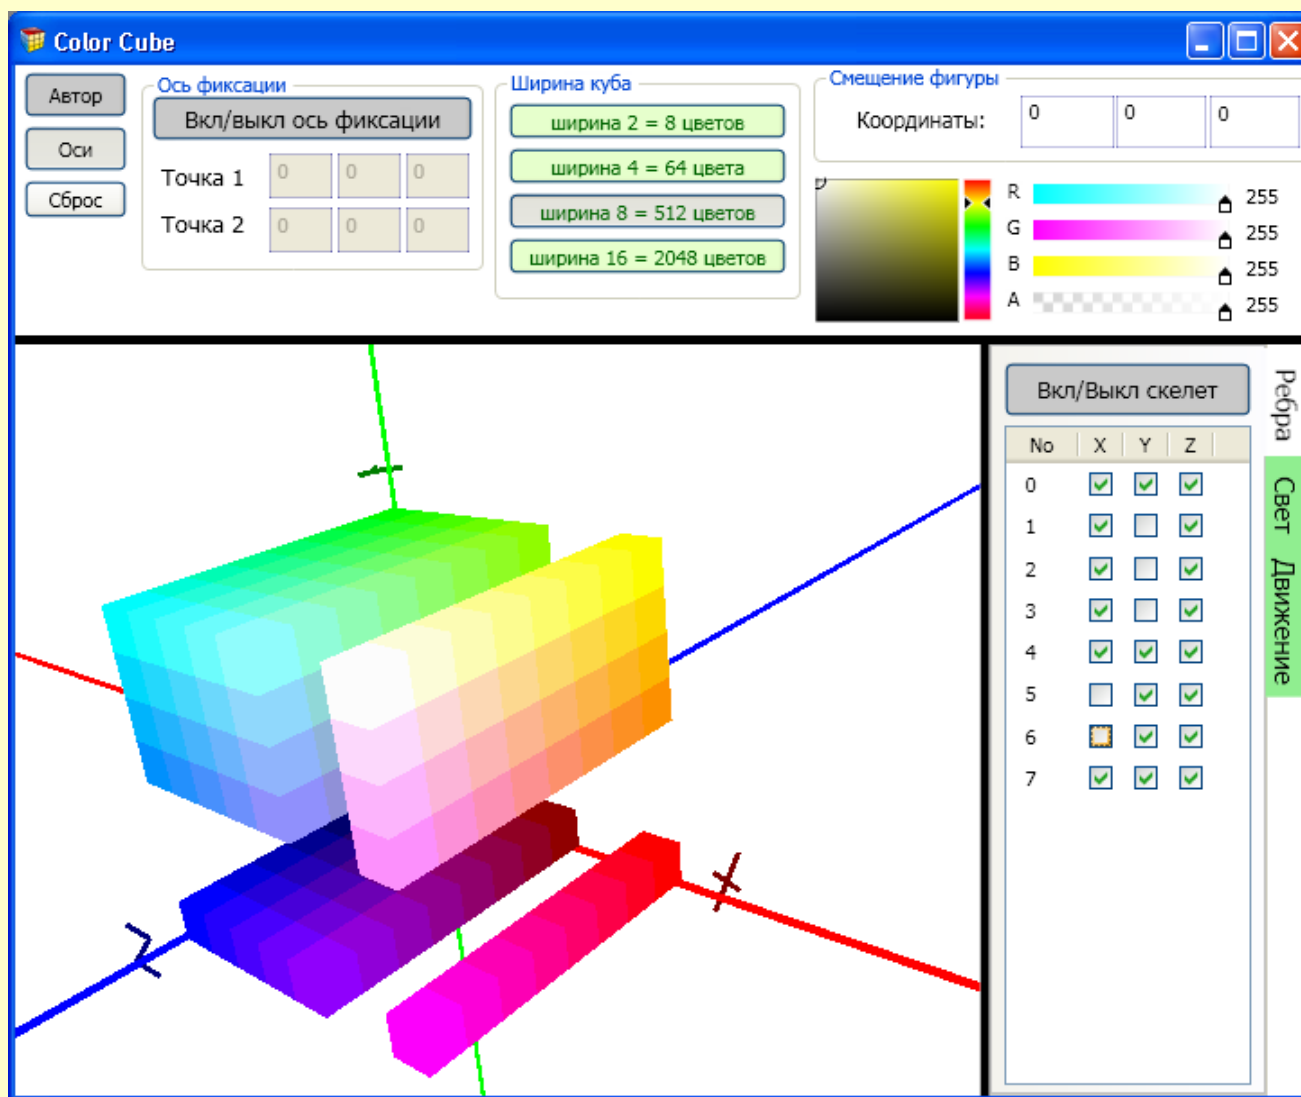 Color Cube
Автор
Оси
Сброс
Ось фиксации
Вкл/выкл ось фиксации
Точка 1 0 0 0
Точка 2 0 0 0
Ширина куба
ширина 2 = 8 цветов
ширина 4 = 64 цвета
ширина 8 = 512 цветов
ширина 16 = 2048 цветов
Смещение фигуры
Координаты: 0 0 0
R 255
G 255
B 255
A 255
Вкл/Выкл скелет
No X Y Z
0
1
2
3
4
5
6
7
Ребра
Свет
Движение
X
Z